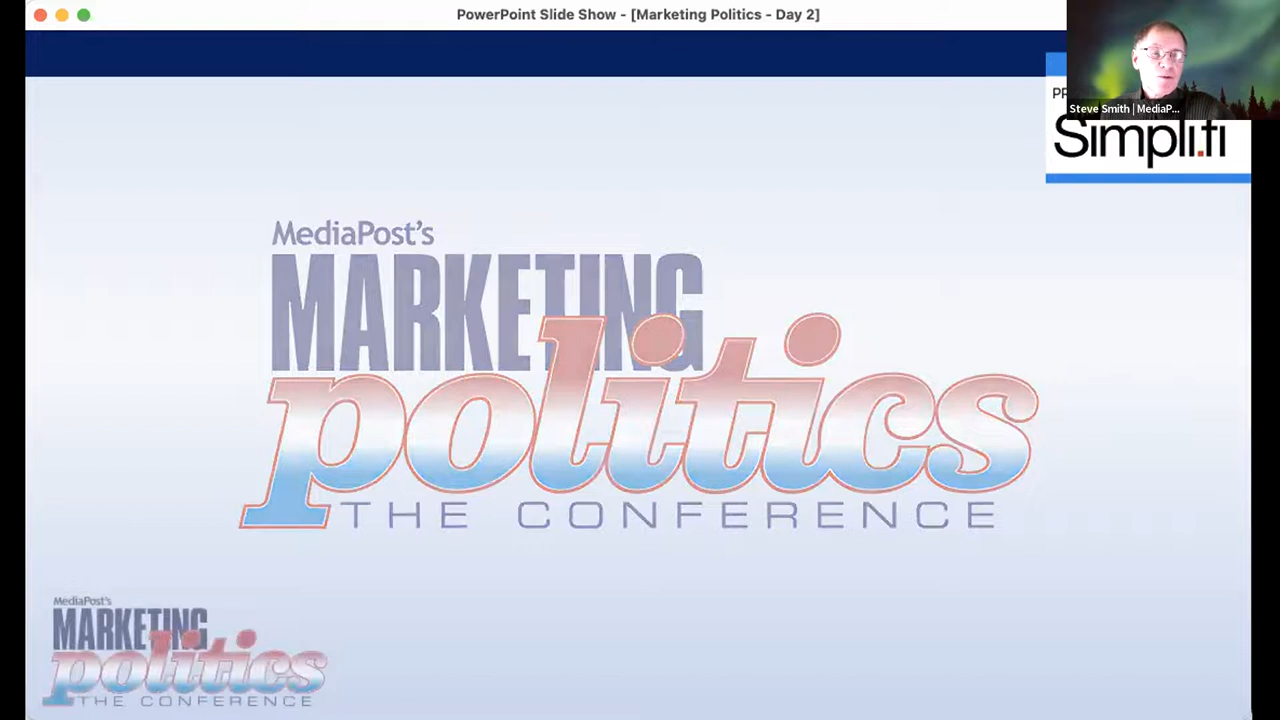 PowerPoint Slide Show - [Marketing Politics - Day 2]
Steve Smith | MediaP...
Simpli.fi
MediaPost's
MARKETING
politics
THE CONFERENCE
MediaPost's
MARKETING
politics
THE CONFERENCE